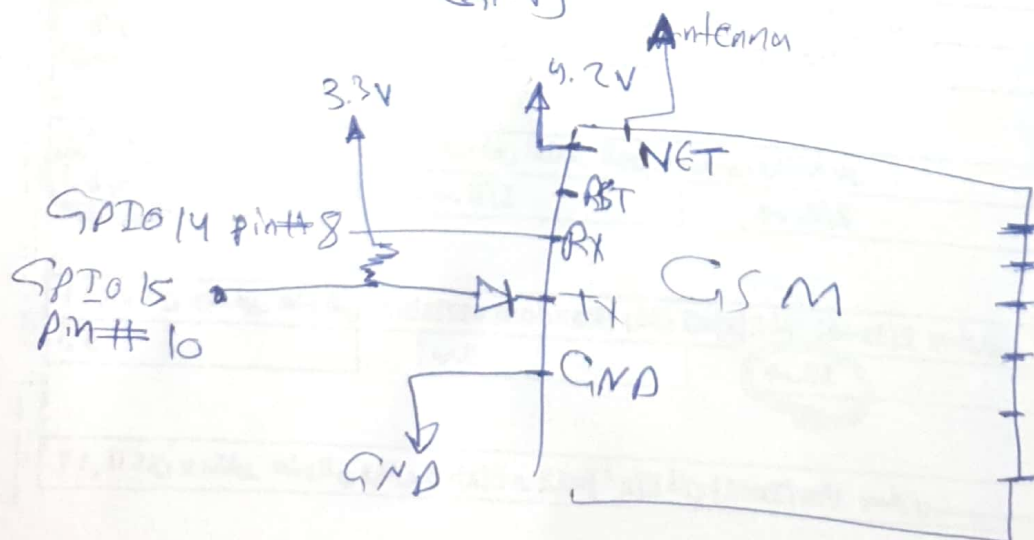 Antenna
4.2V
3.3V
NET
RST
GPIO14 pin#8
RX
GPIO15
pin#10
TX
GSM
GND
GND